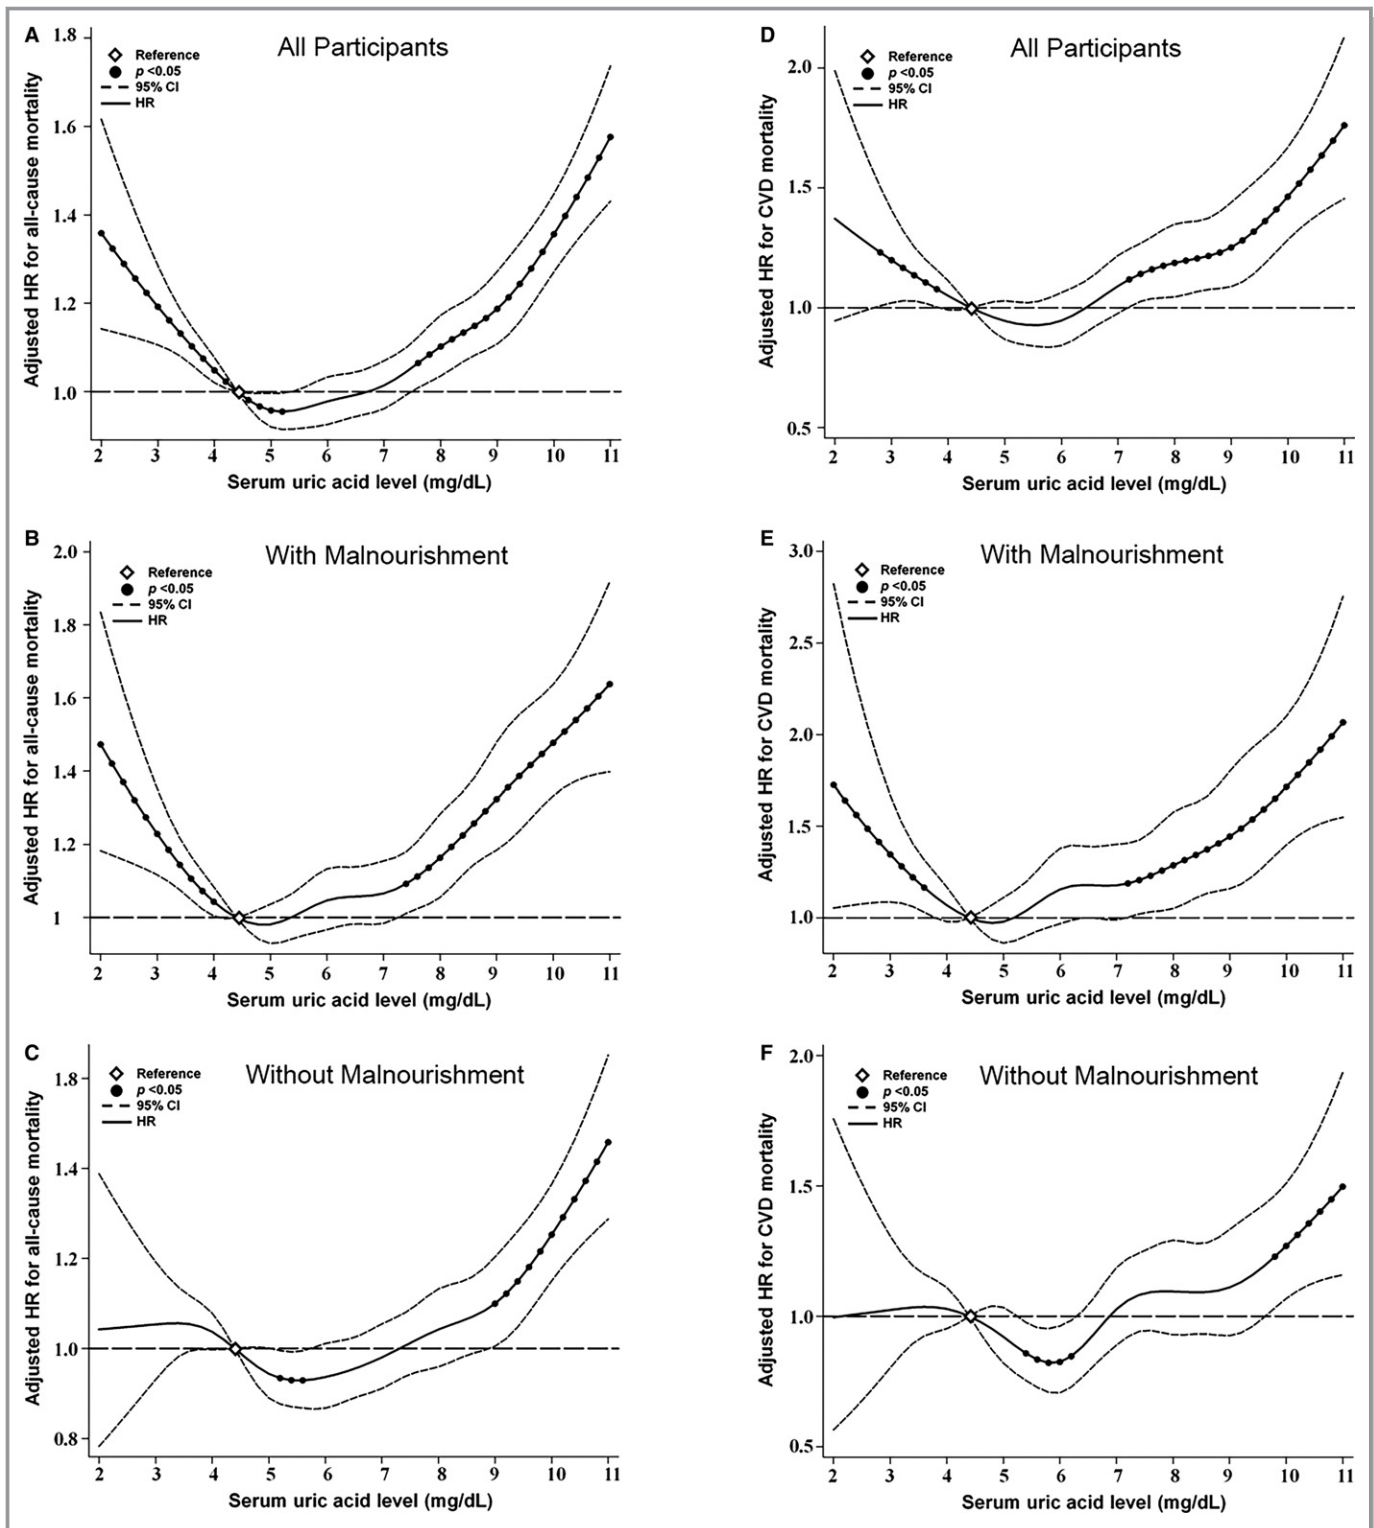 A
All Participants
Reference
p <0.05
95% CI
HR
Adjusted HR for all-cause mortality
1.8
1.6
1.4
1.2
1.0
2 3 4 5 6 7 8 9 10 11
Serum uric acid level (mg/dL)
D
All Participants
Reference
p <0.05
95% CI
HR
Adjusted HR for CVD mortality
2.0
1.5
1.0
0.5
2 3 4 5 6 7 8 9 10 11
Serum uric acid level (mg/dL)
B
With Malnourishment
Reference
p <0.05
95% CI
HR
Adjusted HR for all-cause mortality
2.0
1.8
1.6
1.4
1.2
1
2 3 4 5 6 7 8 9 10 11
Serum uric acid level (mg/dL)
E
With Malnourishment
Reference
p <0.05
95% CI
HR
Adjusted HR for CVD mortality
3.0
2.5
2.0
1.5
1.0
2 3 4 5 6 7 8 9 10 11
Serum uric acid level (mg/dL)
C
Without Malnourishment
Reference
p <0.05
95% CI
HR
Adjusted HR for all-cause mortality
1.8
1.4
1.2
1.0
0.8
2 3 4 5 6 7 8 9 10 11
Serum uric acid level (mg/dL)
F
Without Malnourishment
Reference
p <0.05
95% CI
HR
Adjusted HR for CVD mortality
2.0
1.5
1.0
0.5
2 3 4 5 6 7 8 9 10 11
Serum uric acid level (mg/dL)